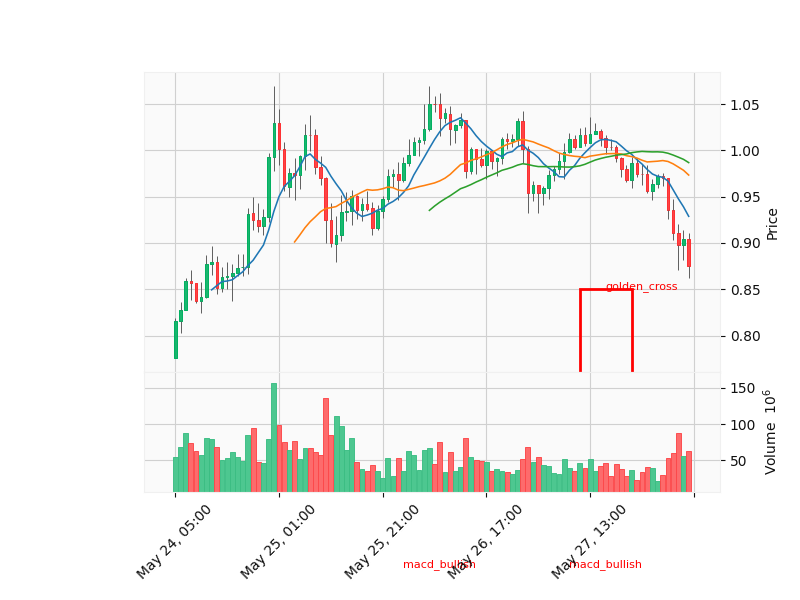 1.05
1.00
0.95
0.90
0.85
0.80
Price
golden_cross
150
100
50
Volume 10^6
May 24, 05:00
May 25, 01:00
May 25, 21:00
May 26, 17:00
May 27, 13:00
macd_bullish
macd_bullish